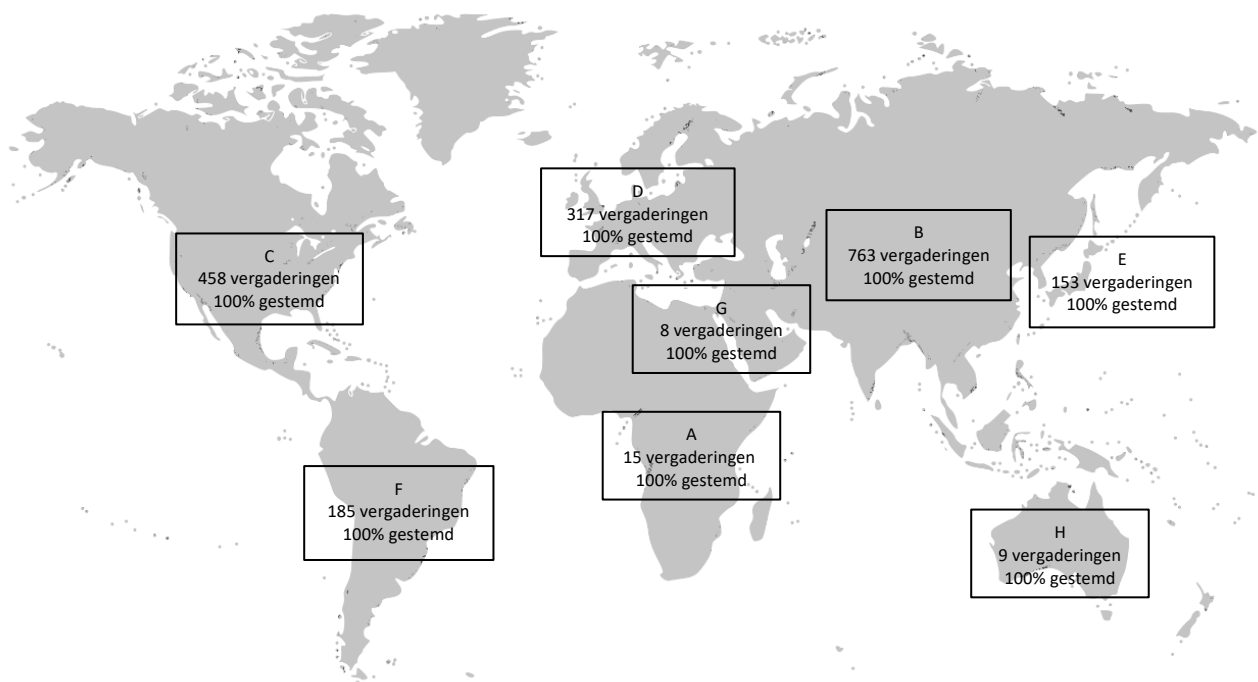 D
317 vergaderingen
100% gestemd
B
763 vergaderingen
100% gestemd
C
458 vergaderingen
100% gestemd
E
153 vergaderingen
100% gestemd
G
8 vergaderingen
100% gestemd
A
15 vergaderingen
100% gestemd
F
185 vergaderingen
100% gestemd
H
9 vergaderingen
100% gestemd